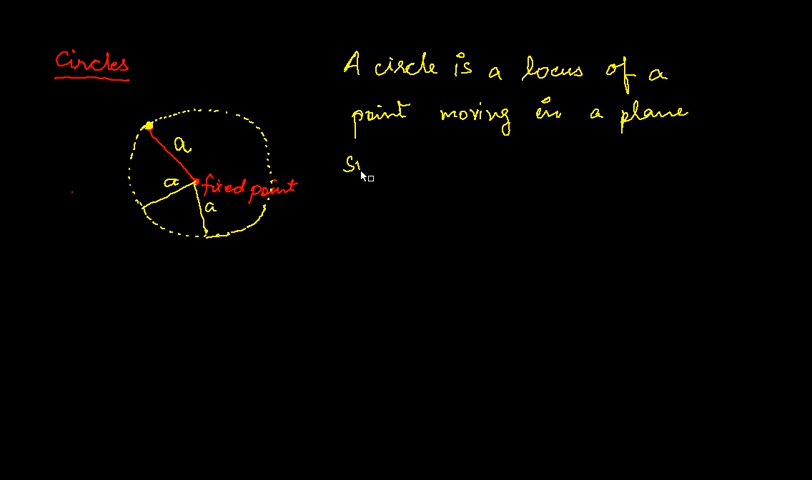 Circles
A circle is a locus of a
point moving in a plane
a
a
fixed point
a